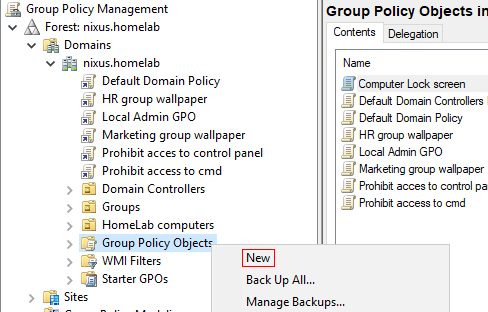 Group Policy Management
Forest: nixus.homelab
Domains
nixus.homelab
Default Domain Policy
HR group wallpaper
Local Admin GPO
Marketing group wallpaper
Prohibit acces to control panel
Prohibit access to cmd
Domain Controllers
Groups
HomeLab computers
Group Policy Objects
WMI Filters
Starter GPOs
Sites
New
Back Up All...
Manage Backups...
Group Policy Objects in
Contents Delegation
Name
Computer Lock screen
Default Domain Controllers
Default Domain Policy
HR group wallpaper
Local Admin GPO
Marketing group wallpaper
Prohibit acces to control pa
Prohibit access to cmd